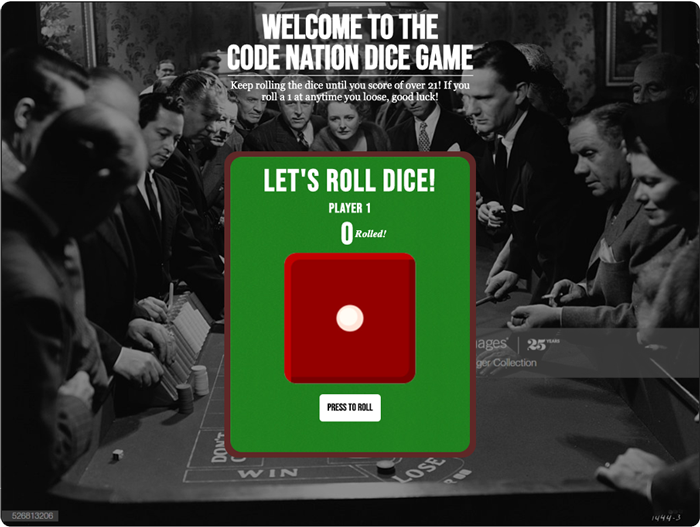 WELCOME TO THE
CODE NATION DICE GAME
Keep rolling the dice until you score of over 21! If you
roll a 1 at anytime you loose, good luck!
LET'S ROLL DICE!
PLAYER 1
0 Rolled!
PRESS TO ROLL
ages
25 YEARS
ger Collection
DON'T
WIN
LOSE
526813206
1444-3